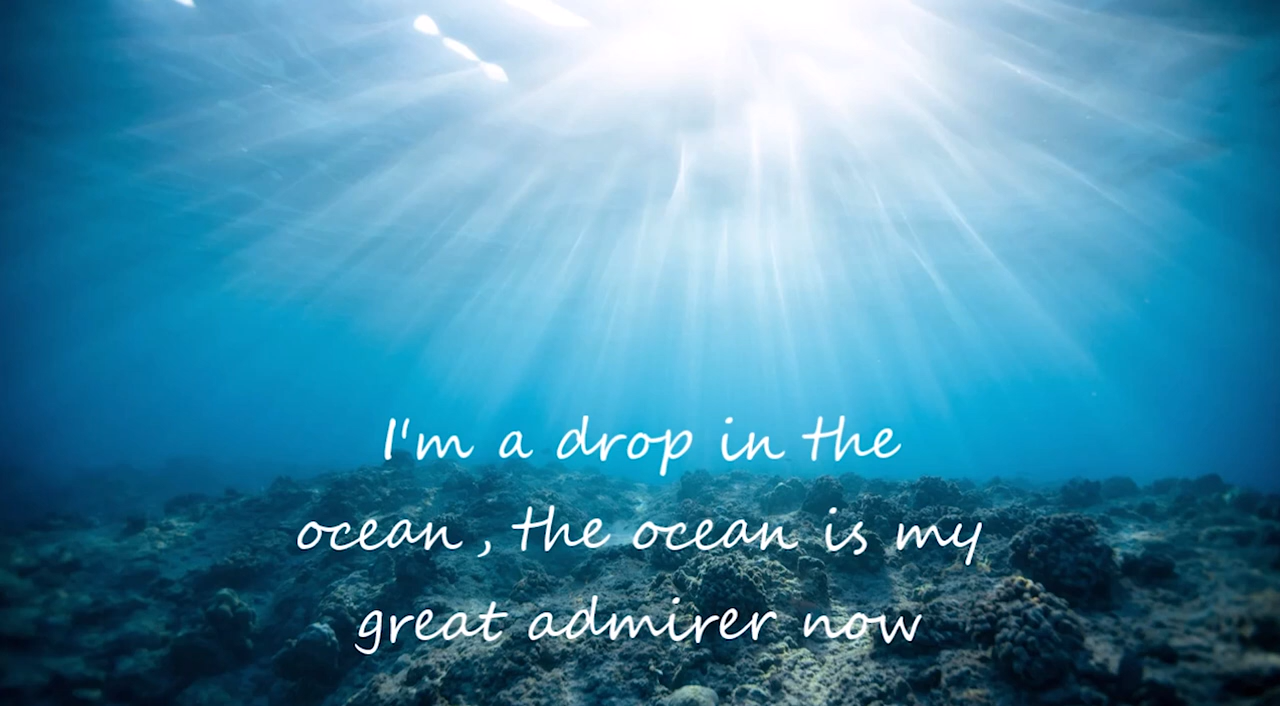 I'm a drop in the
ocean , the ocean is my
great admirer now